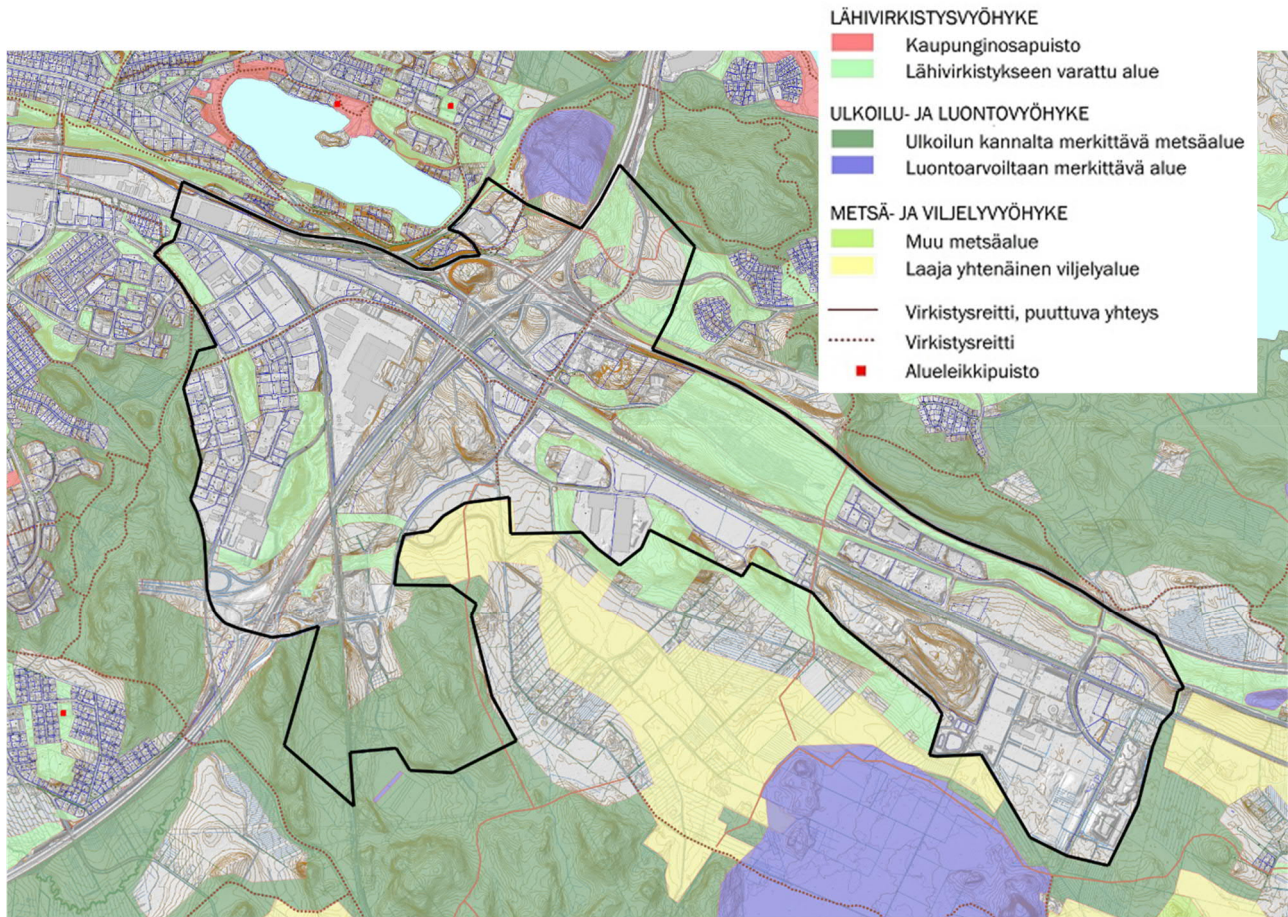 LÄHIVIRKISTYSVYÖHYKE
Kaupunginosapuisto
Lähivirkistykseen varattu alue
ULKOILU- JA LUONTOVYÖHYKE
Ulkoilun kannalta merkittävä metsäalue
Luontoarvoiltaan merkittävä alue
METSÄ- JA VILJELYVYÖHYKE
Muu metsäalue
Laaja yhtenäinen viljelyalue
Virkistysreitti, puuttuva yhteys
Virkistysreitti
Alueleikkipuisto